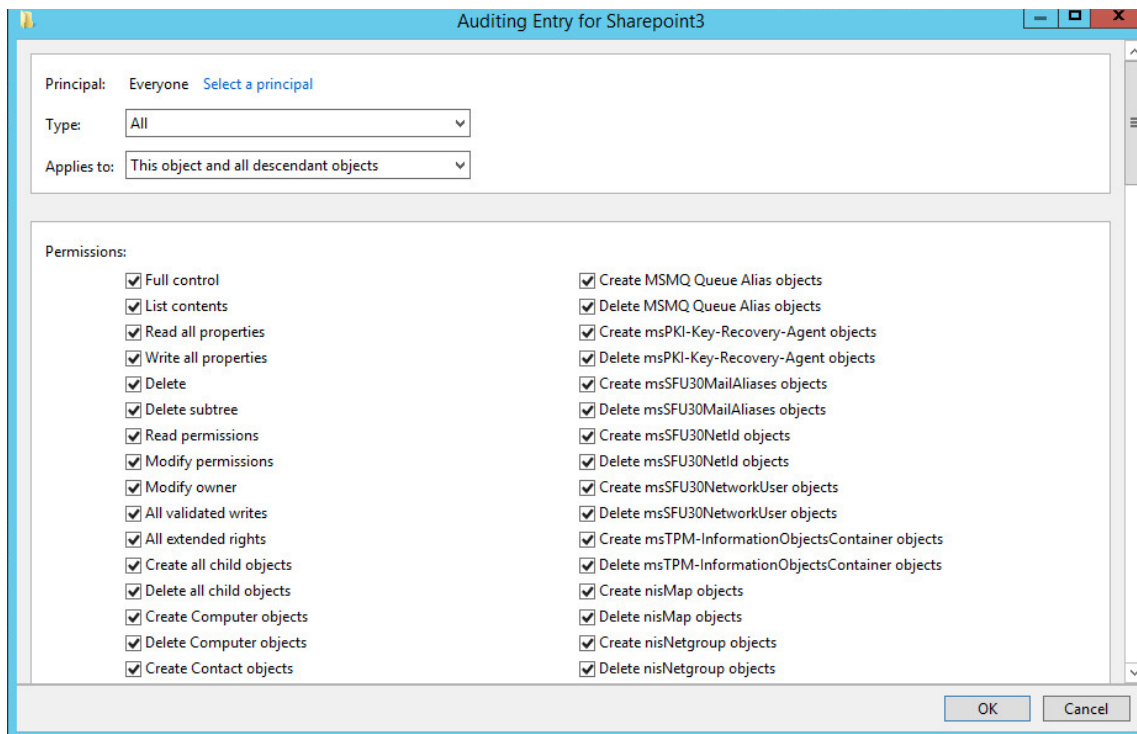 Auditing Entry for Sharepoint3
Principal: Everyone Select a principal
Type: All
Applies to: This object and all descendant objects
Permissions:
Full control
List contents
Read all properties
Write all properties
Delete
Delete subtree
Read permissions
Modify permissions
Modify owner
All validated writes
All extended rights
Create all child objects
Delete all child objects
Create Computer objects
Delete Computer objects
Create Contact objects
Create MSMQ Queue Alias objects
Delete MSMQ Queue Alias objects
Create msPKI-Key-Recovery-Agent objects
Delete msPKI-Key-Recovery-Agent objects
Create msSFU30MailAliases objects
Delete msSFU30MailAliases objects
Create msSFU30NetId objects
Delete msSFU30NetId objects
Create msSFU30NetworkUser objects
Delete msSFU30NetworkUser objects
Create msTPM-InformationObjectsContainer objects
Delete msTPM-InformationObjectsContainer objects
Create nisMap objects
Delete nisMap objects
Create nisNetgroup objects
Delete nisNetgroup objects
OK Cancel